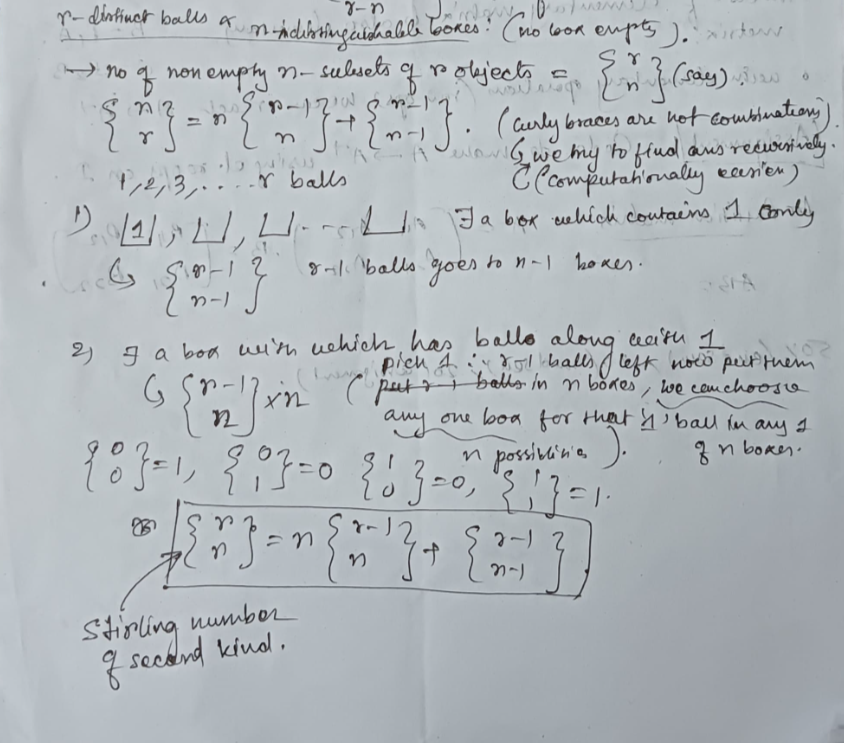 r-n
r-distinct balls & n-indistinguishable boxes: (no box empty).
→ no of nonempty n-subsets of r objects = {r n} (say).
{n r} = n {r-1 n} + {r-1 n-1}. (curly braces are not combinations)
↳ we try to find ans recursively.
1, 2, 3, .... r balls (computationally easier)
1) |1|, |_|, |_| ... |_| ∃ a box which contains 1 only
↳ {r-1 n-1} r-1 balls goes to n-1 boxes.
2) ∃ a box with which has balls along with 1
pick 1 ∴ r-1 balls left now put them
↳ {r-1 n} × n (put r-1 balls in n boxes, we can choose
any one box for that '1' ball in any 1
n possibilities). of n boxes.
{0 0} = 1, {0 1} = 0 {1 0} = 0, {1 1} = 1.
{r n} = n {r-1 n} + {r-1 n-1}
Stirling number
of second kind.